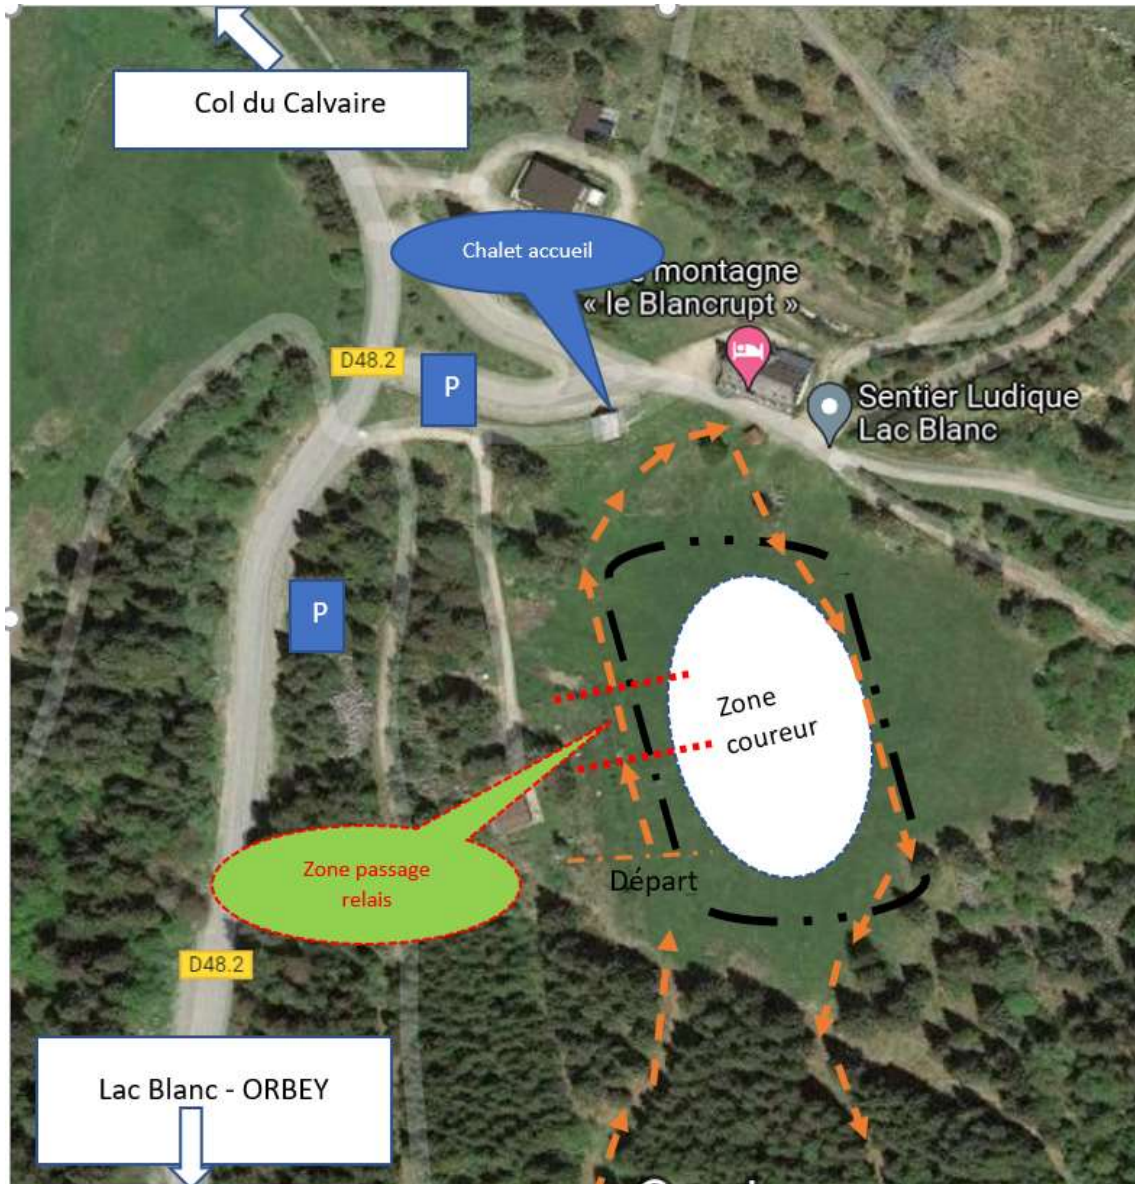 Col du Calvaire
Chalet accueil
montagne
« le Blancrupt »
D48.2
P
Sentier Ludique
Lac Blanc
P
Zone
coureur
Zone passage
relais
Départ
D48.2
Lac Blanc - ORBEY